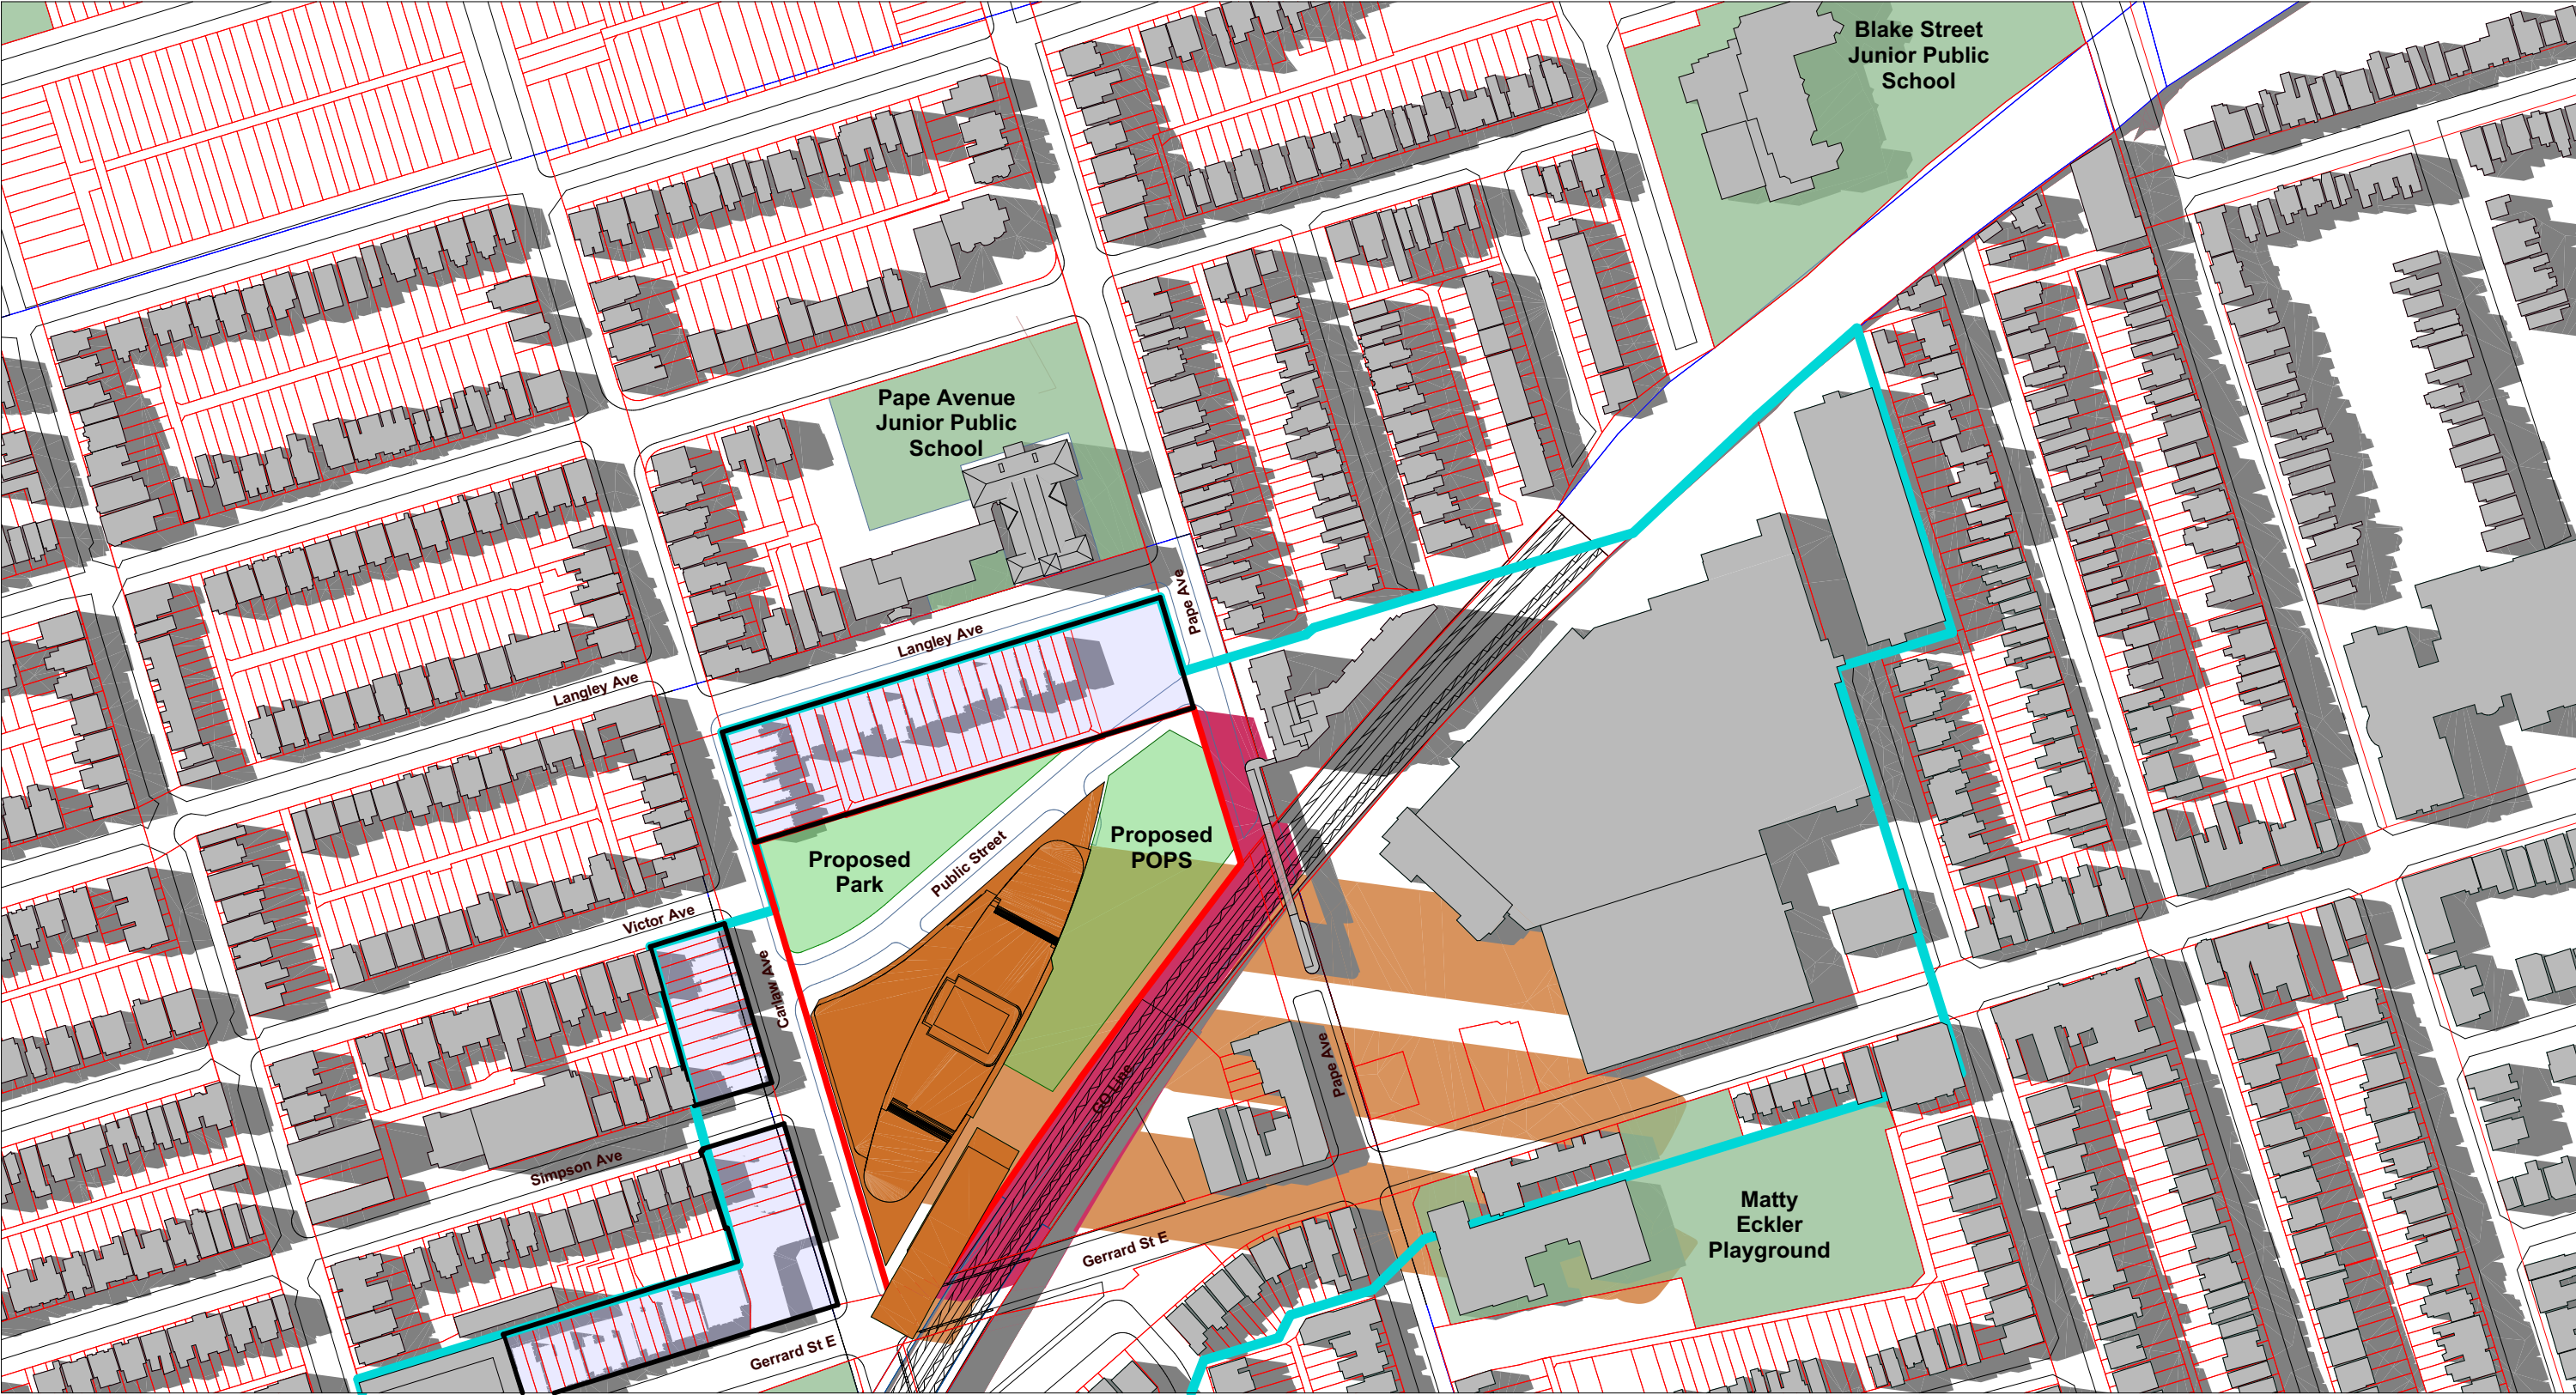 Blake Street
Junior Public
School
Pape Avenue
Junior Public
School
Pape Ave
Langley Ave
Langley Ave
Proposed
POPS
Proposed
Park
Public Street
Victor Ave
Carlaw Ave
GO Line
Pape Ave
Simpson Ave
Matty
Eckler
Playground
Gerrard St E
Gerrard St E